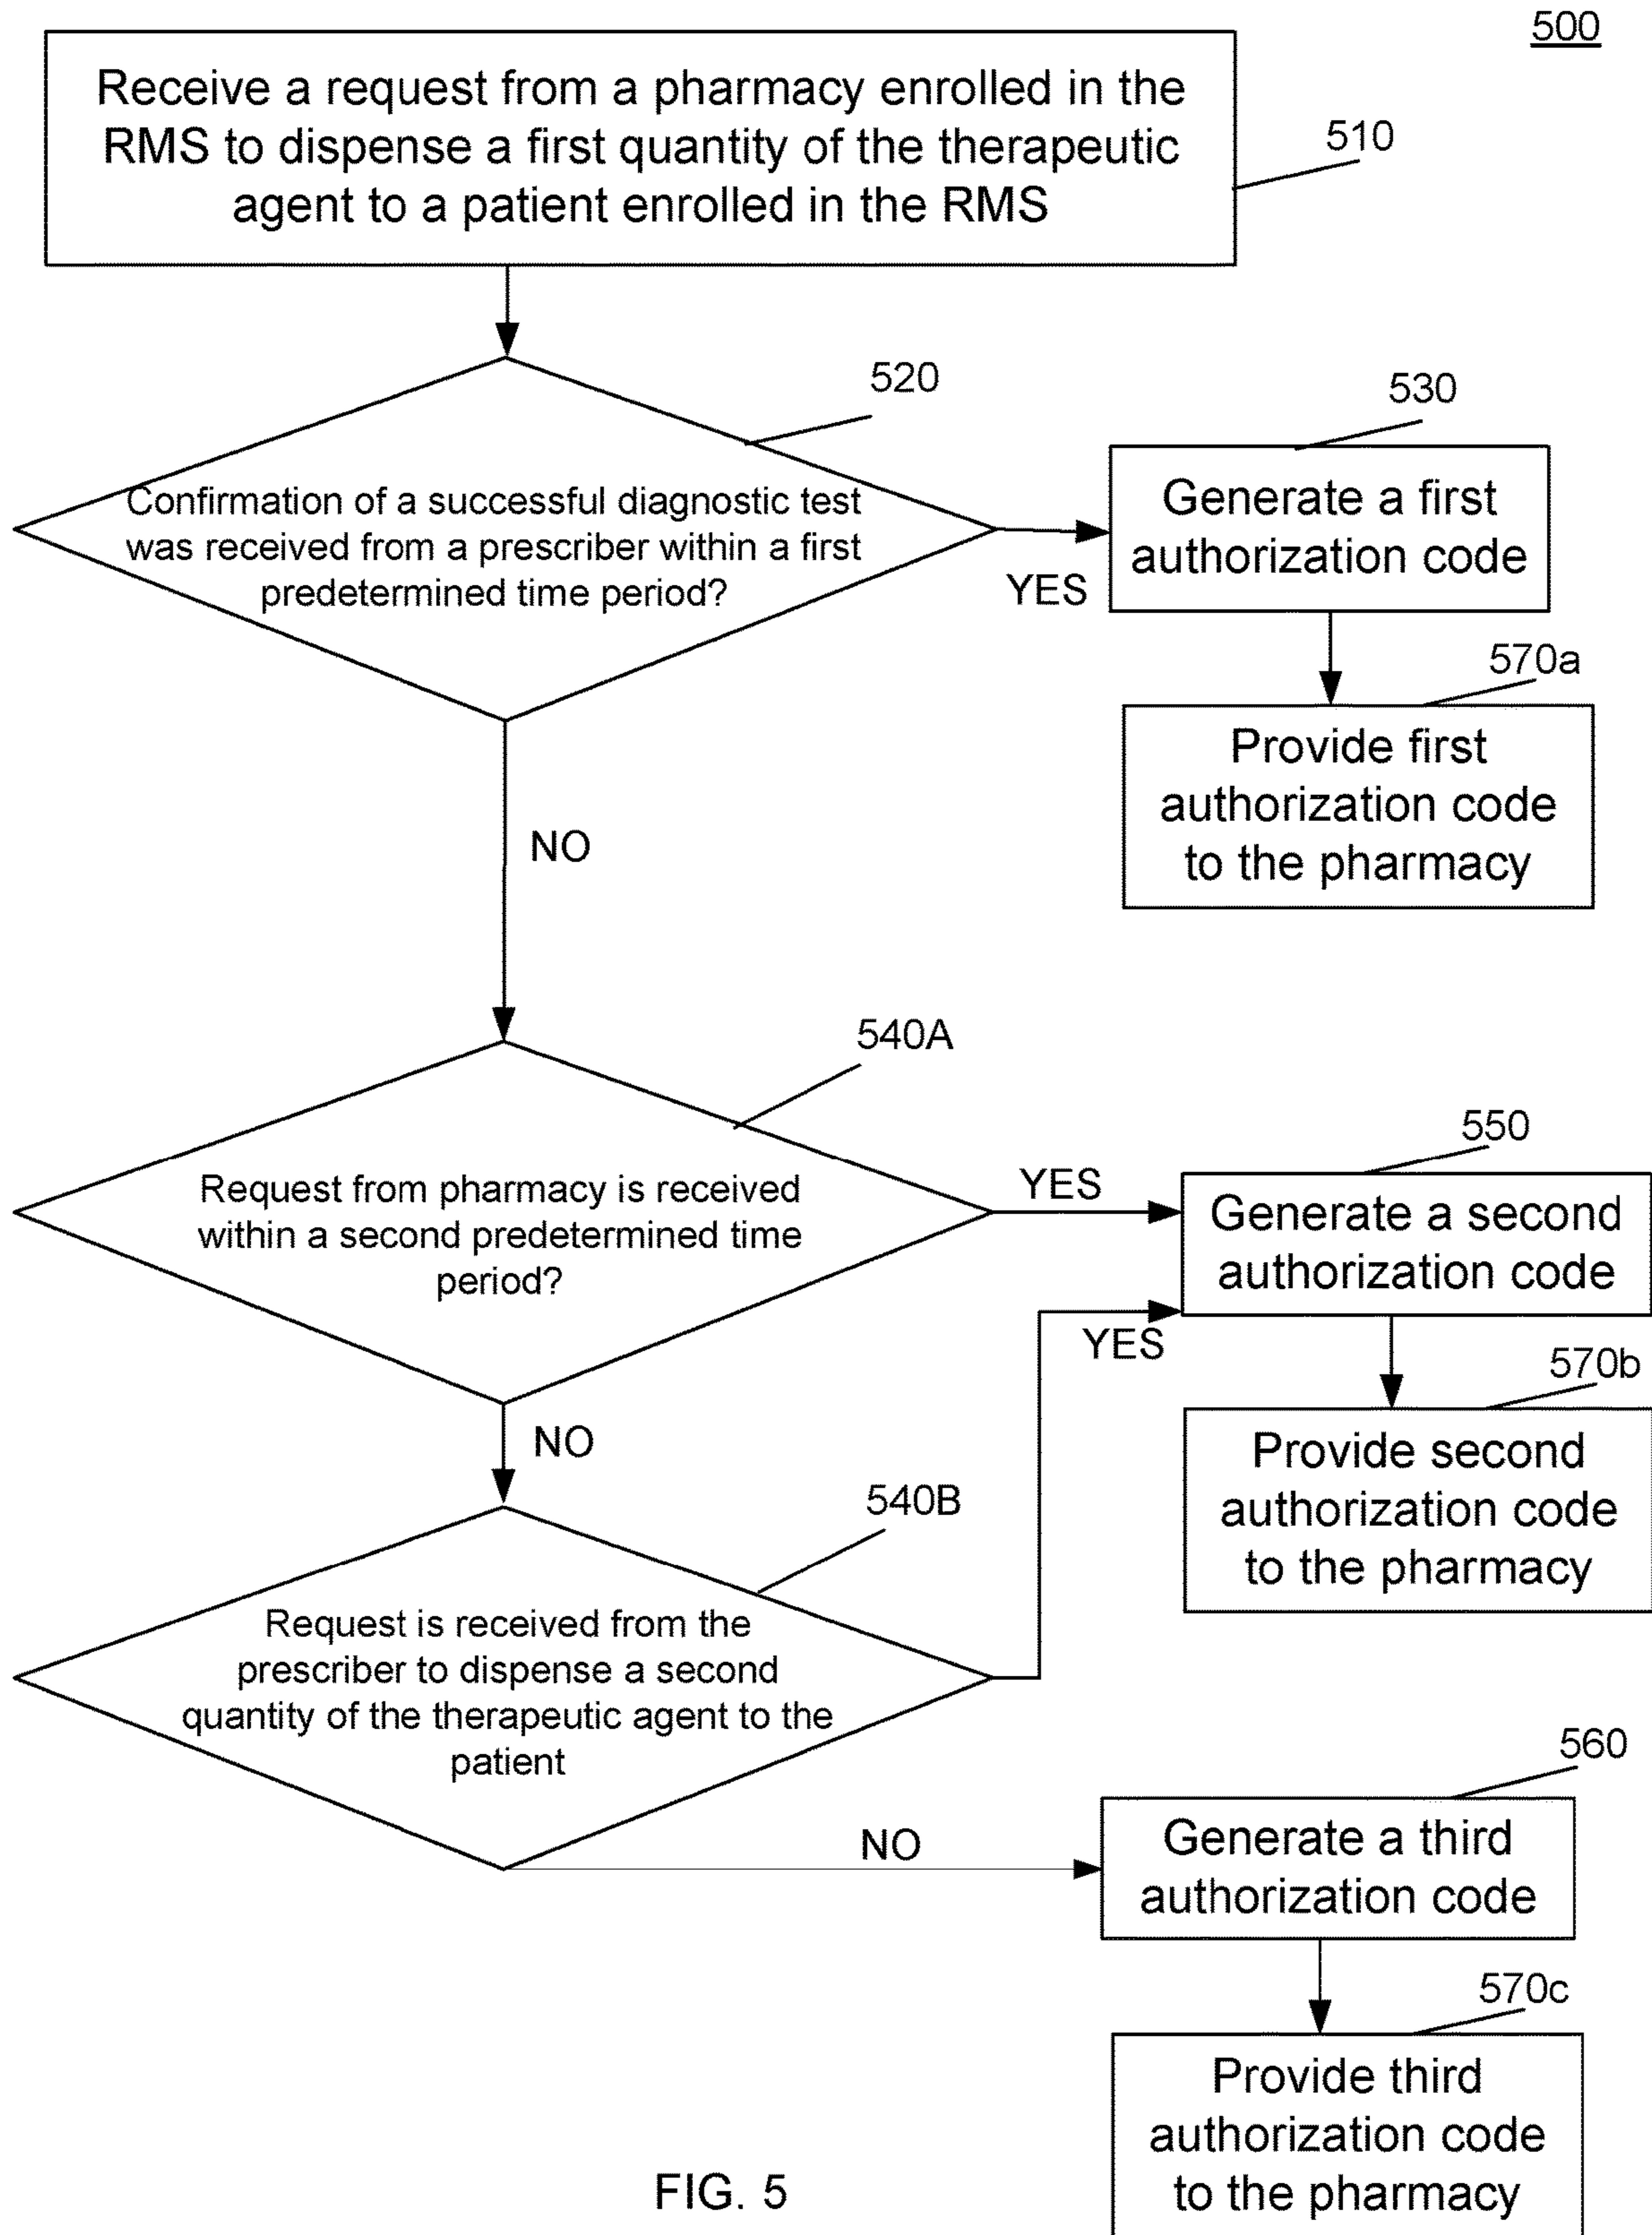 500
Receive a request from a pharmacy enrolled in the
RMS to dispense a first quantity of the therapeutic
agent to a patient enrolled in the RMS
510
520
Confirmation of a successful diagnostic test
was received from a prescriber within a first
predetermined time period?
YES
530
Generate a first
authorization code
570a
Provide first
authorization code
to the pharmacy
NO
540A
Request from pharmacy is received
within a second predetermined time
period?
YES
550
Generate a second
authorization code
YES
570b
Provide second
authorization code
to the pharmacy
NO
540B
Request is received from the
prescriber to dispense a second
quantity of the therapeutic agent to the
patient
NO
560
Generate a third
authorization code
570c
Provide third
authorization code
to the pharmacy
FIG. 5